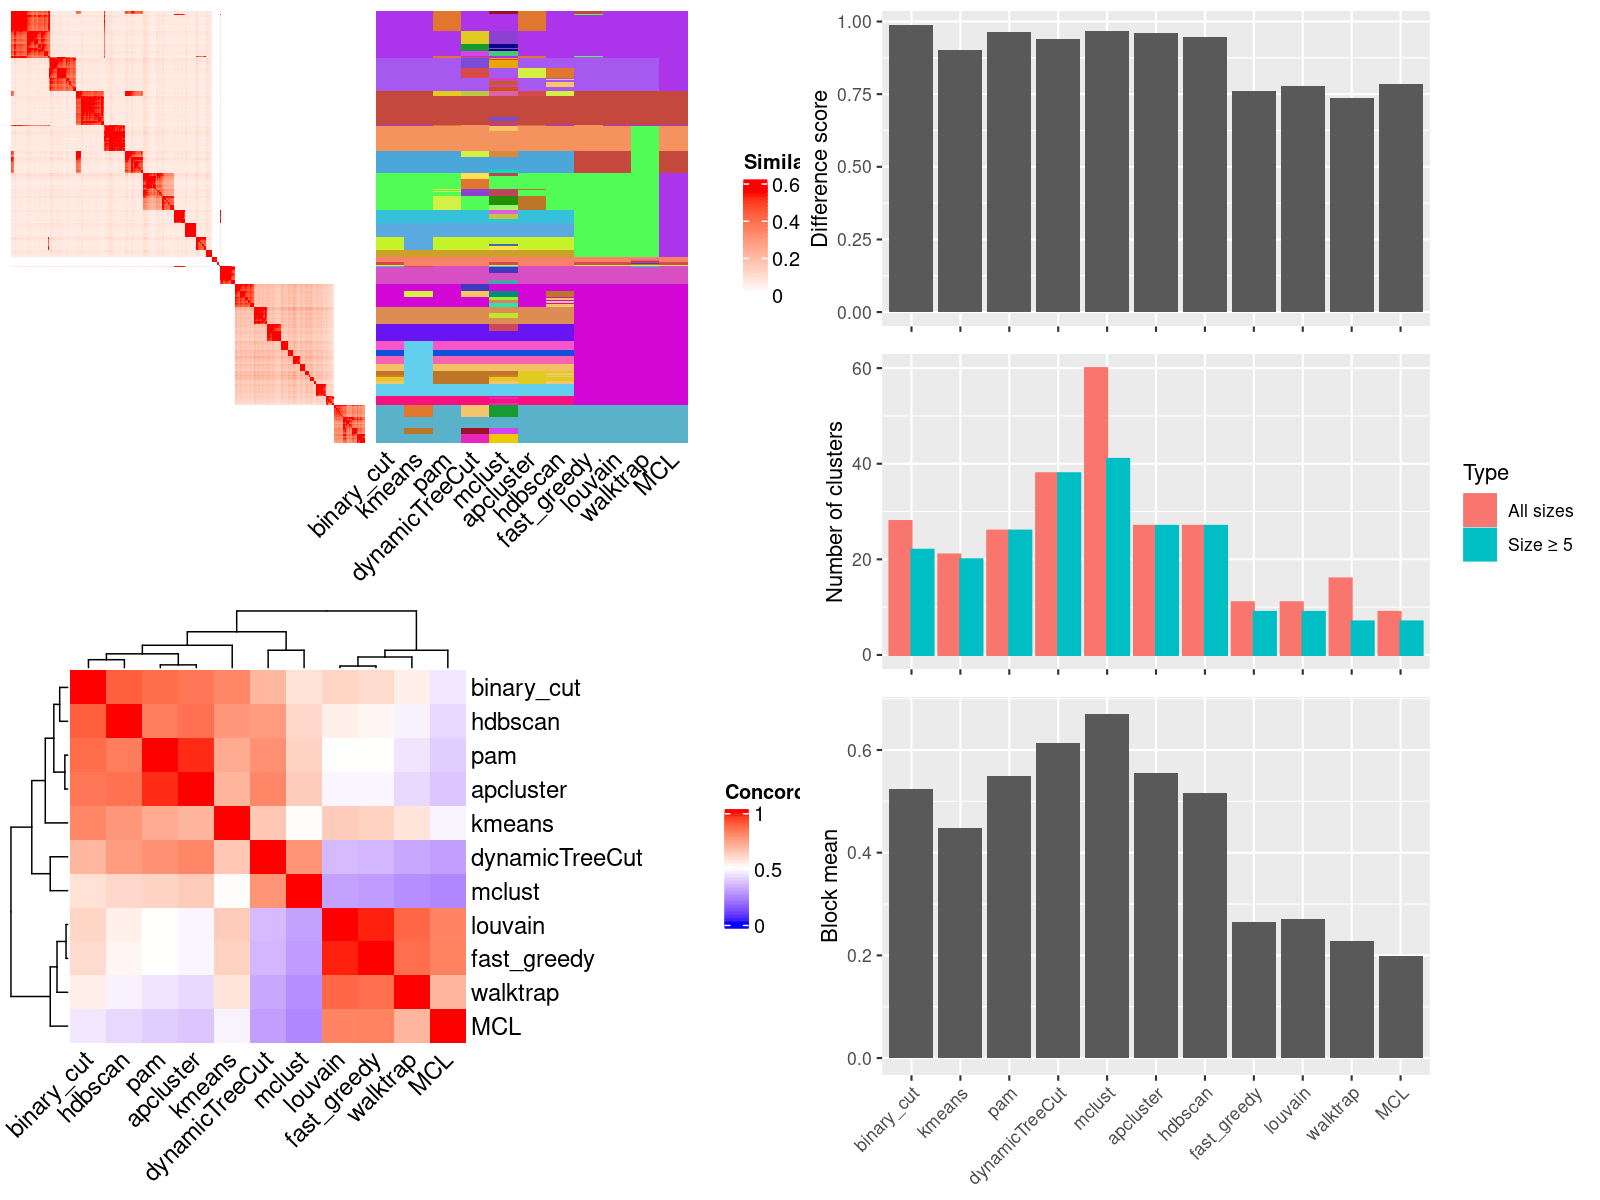 Simila
0.6
0.4
0.2
0
binary_cut
kmeans
pam
dynamicTreeCut
mclust
apcluster
hdbscan
fast_greedy
louvain
walktrap
MCL
Difference score
1.00
0.75
0.50
0.25
0.00
Number of clusters
60
40
20
0
Type
All sizes
Size ≥ 5
binary_cut
hdbscan
pam
apcluster
kmeans
dynamicTreeCut
mclust
louvain
fast_greedy
walktrap
MCL
binary_cut
hdbscan
pam
apcluster
kmeans
dynamicTreeCut
mclust
louvain
fast_greedy
walktrap
MCL
Concord
1
0.5
0
Block mean
0.6
0.4
0.2
0.0
binary_cut
kmeans
pam
dynamicTreeCut
mclust
apcluster
hdbscan
fast_greedy
louvain
walktrap
MCL